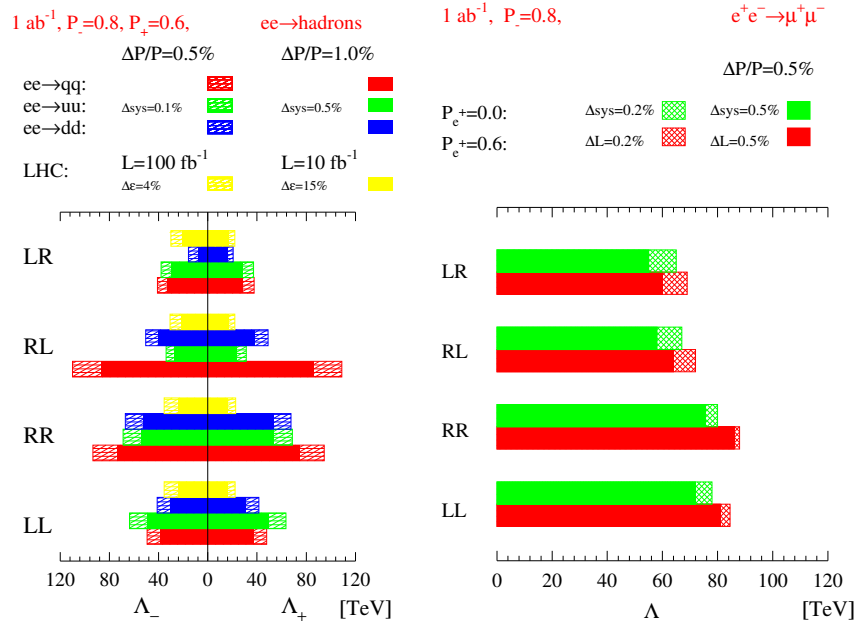 1 ab-1, P-=0.8, P+=0.6, ee→hadrons
ΔP/P=0.5% ΔP/P=1.0%
ee→qq:
ee→uu: Δsys=0.1% Δsys=0.5%
ee→dd:
LHC: L=100 fb-1 L=10 fb-1
Δε=4% Δε=15%
LR
RL
RR
LL
120 80 40 0 40 80 120
Λ- Λ+ [TeV]
1 ab-1, P-=0.8, e+e-→μ+μ-
ΔP/P=0.5%
Pe+=0.0: Δsys=0.2% Δsys=0.5%
Pe+=0.6: ΔL=0.2% ΔL=0.5%
LR
RL
RR
LL
0 20 40 60 80 100 120
Λ [TeV]